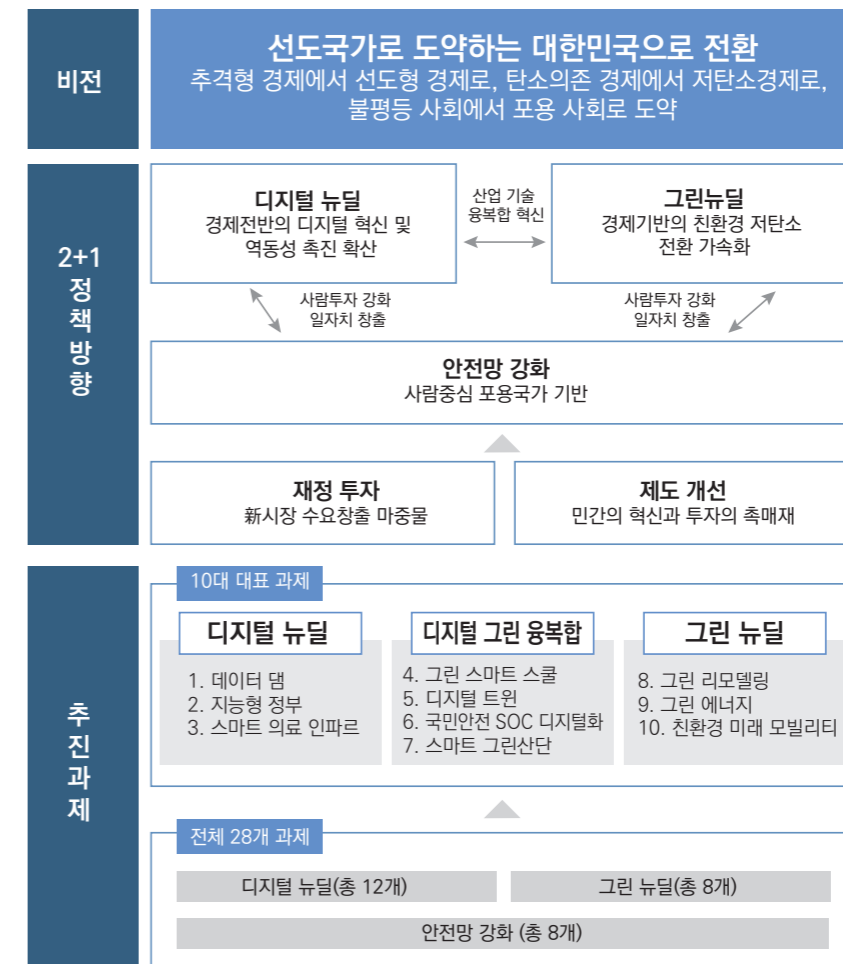 비전
선도국가로 도약하는 대한민국으로 전환
추격형 경제에서 선도형 경제로, 탄소의존 경제에서 저탄소경제로,
불평등 사회에서 포용 사회로 도약
2+1
정
책
방
향
디지털 뉴딜
경제전반의 디지털 혁신 및
역동성 촉진 확산
산업 기술
융복합 혁신
그린뉴딜
경제기반의 친환경 저탄소
전환 가속화
사람투자 강화
일자치 창출
사람투자 강화
일자치 창출
안전망 강화
사람중심 포용국가 기반
재정 투자
新시장 수요창출 마중물
제도 개선
민간의 혁신과 투자의 촉매재
추
진
과
제
10대 대표 과제
디지털 뉴딜
1. 데이터 댐
2. 지능형 정부
3. 스마트 의료 인파르
디지털 그린 융복합
4. 그린 스마트 스쿨
5. 디지털 트윈
6. 국민안전 SOC 디지털화
7. 스마트 그린산단
그린 뉴딜
8. 그린 리모델링
9. 그린 에너지
10. 친환경 미래 모빌리티
전체 28개 과제
디지털 뉴딜(총 12개)
그린 뉴딜(총 8개)
안전망 강화 (총 8개)